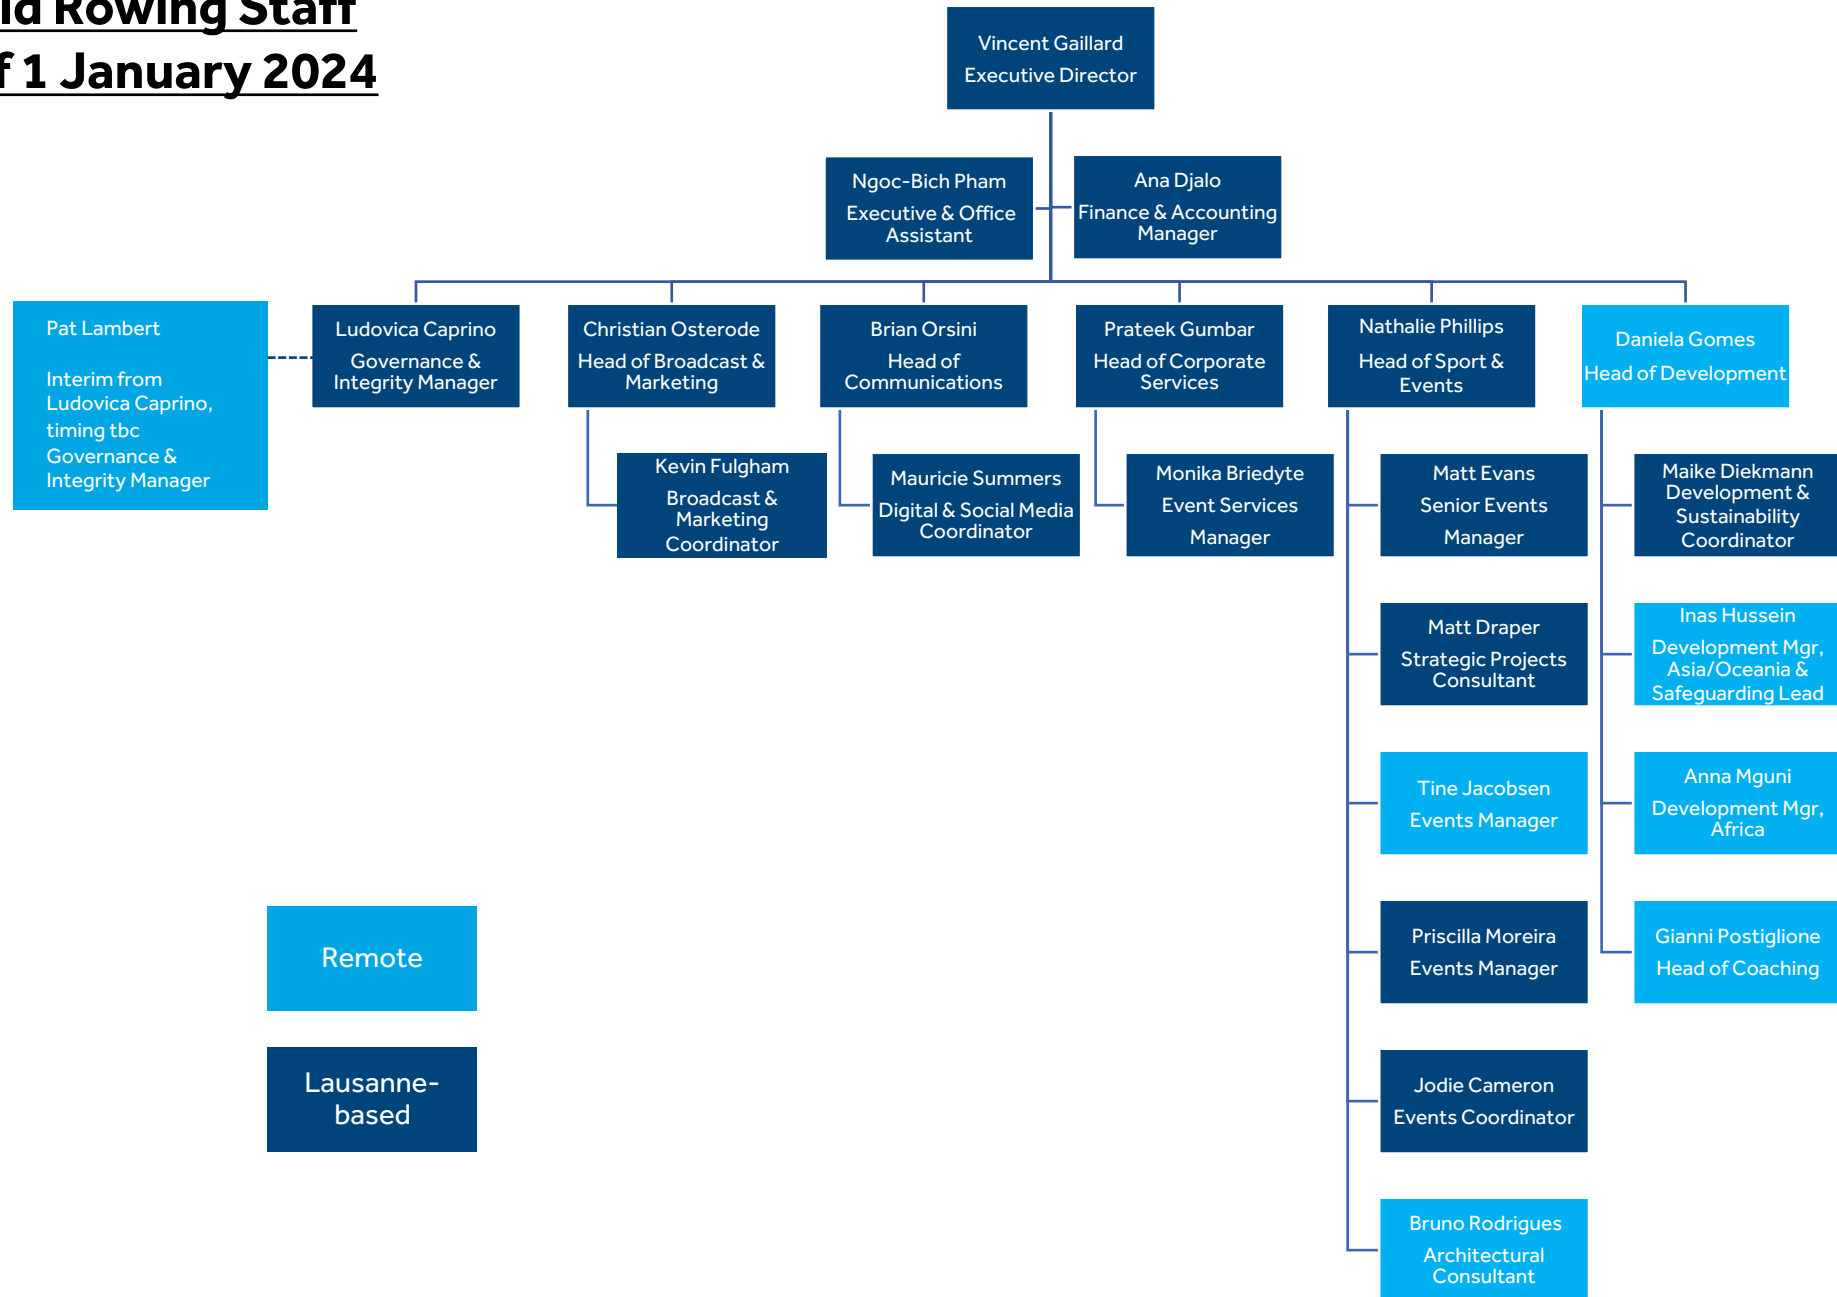 ld Rowing Staff
f 1 January 2024
Vincent Gaillard
Executive Director
Ngoc-Bich Pham
Executive & Office
Assistant
Ana Djalo
Finance & Accounting
Manager
Pat Lambert
Interim from
Ludovica Caprino,
timing tbc
Governance &
Integrity Manager
Ludovica Caprino
Governance &
Integrity Manager
Christian Osterode
Head of Broadcast &
Marketing
Brian Orsini
Head of
Communications
Prateek Gumbar
Head of Corporate
Services
Nathalie Phillips
Head of Sport &
Events
Daniela Gomes
Head of Development
Kevin Fulgham
Broadcast &
Marketing
Coordinator
Mauricie Summers
Digital & Social Media
Coordinator
Monika Briedyte
Event Services
Manager
Matt Evans
Senior Events
Manager
Maike Diekmann
Development &
Sustainability
Coordinator
Matt Draper
Strategic Projects
Consultant
Inas Hussein
Development Mgr,
Asia/Oceania &
Safeguarding Lead
Tine Jacobsen
Events Manager
Anna Mguni
Development Mgr,
Africa
Priscilla Moreira
Events Manager
Gianni Postiglione
Head of Coaching
Remote
Lausanne-
based
Jodie Cameron
Events Coordinator
Bruno Rodrigues
Architectural
Consultant